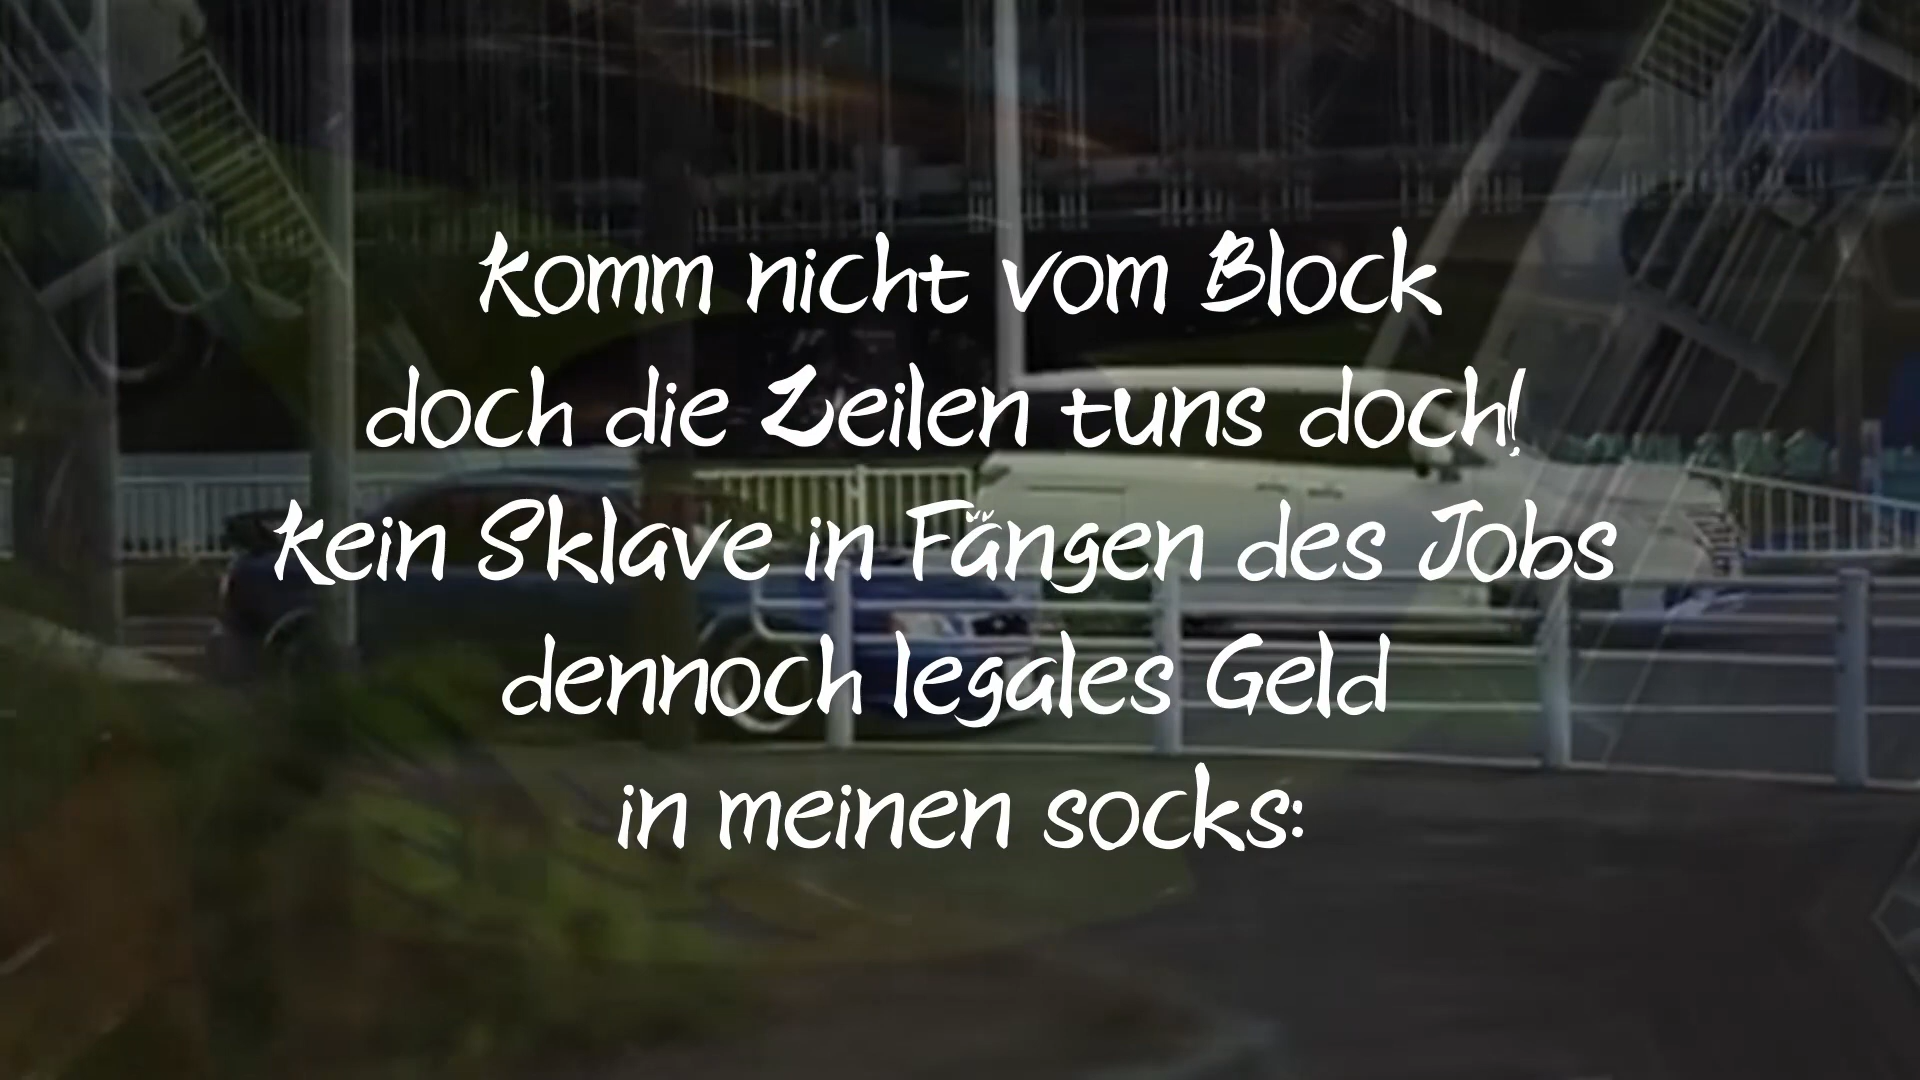 komm nicht vom Block
doch die Zeilen tuns doch!
kein Sklave in Fängen des Jobs
dennoch legales Geld
in meinen socks: